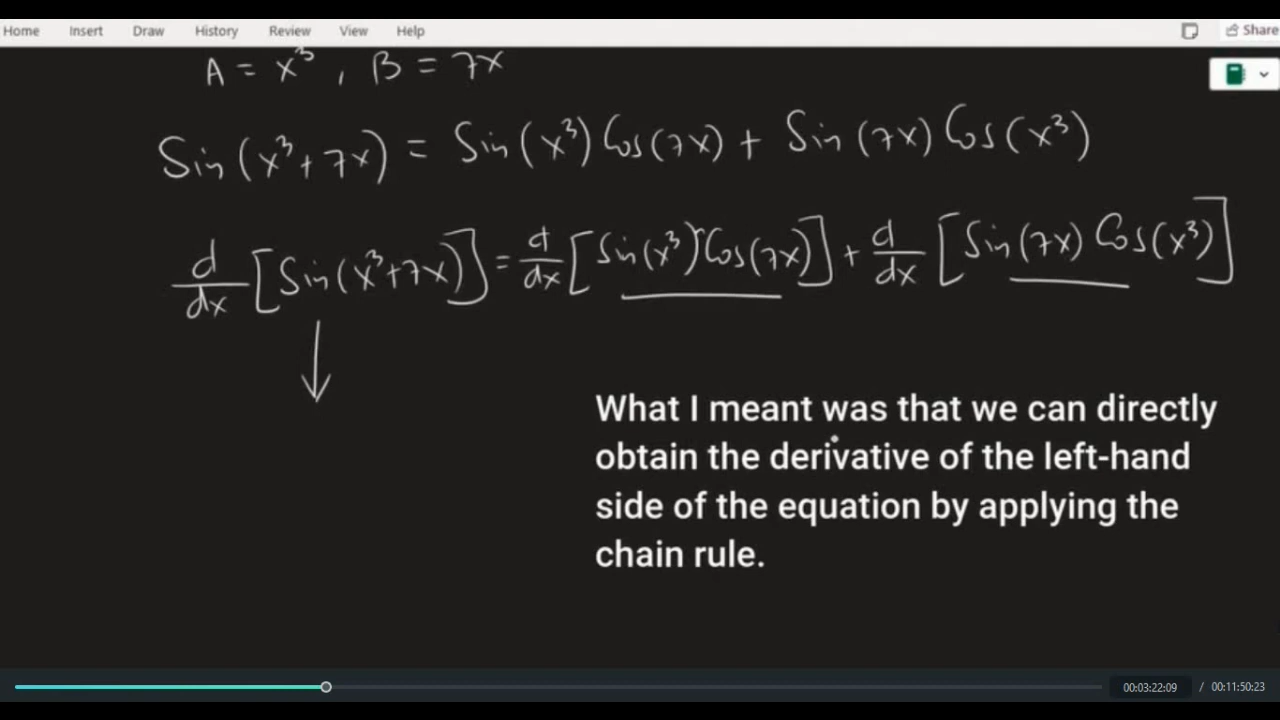 Home Insert Draw History Review View Help Share
A = x³, B = 7x
Sin(x³+7x) = Sin(x³)Cos(7x) + Sin(7x)Cos(x³)
d/dx [Sin(x³+7x)] = d/dx [Sin(x³)Cos(7x)] + d/dx [Sin(7x)Cos(x³)]
What I meant was that we can directly
obtain the derivative of the left-hand
side of the equation by applying the
chain rule.
00:03:22:09 / 00:11:50:23